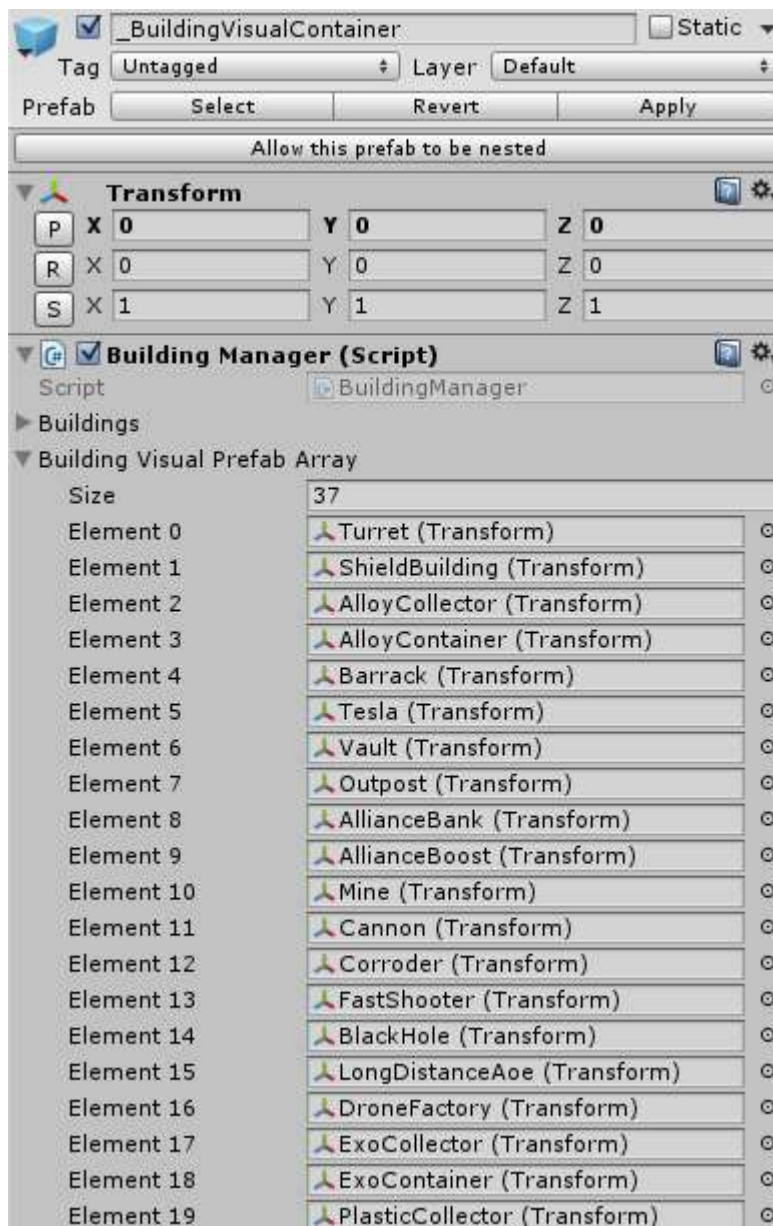 _BuildingVisualContainer Static
Tag Untagged Layer Default
Prefab Select Revert Apply
Allow this prefab to be nested
Transform
P X 0 Y 0 Z 0
R X 0 Y 0 Z 0
S X 1 Y 1 Z 1
Building Manager (Script)
Script BuildingManager
Buildings
Building Visual Prefab Array
Size 37
Element 0 Turret (Transform)
Element 1 ShieldBuilding (Transform)
Element 2 AlloyCollector (Transform)
Element 3 AlloyContainer (Transform)
Element 4 Barrack (Transform)
Element 5 Tesla (Transform)
Element 6 Vault (Transform)
Element 7 Outpost (Transform)
Element 8 AllianceBank (Transform)
Element 9 AllianceBoost (Transform)
Element 10 Mine (Transform)
Element 11 Cannon (Transform)
Element 12 Corroder (Transform)
Element 13 FastShooter (Transform)
Element 14 BlackHole (Transform)
Element 15 LongDistanceAoe (Transform)
Element 16 DroneFactory (Transform)
Element 17 ExoCollector (Transform)
Element 18 ExoContainer (Transform)
Element 19 PlasticCollector (Transform)